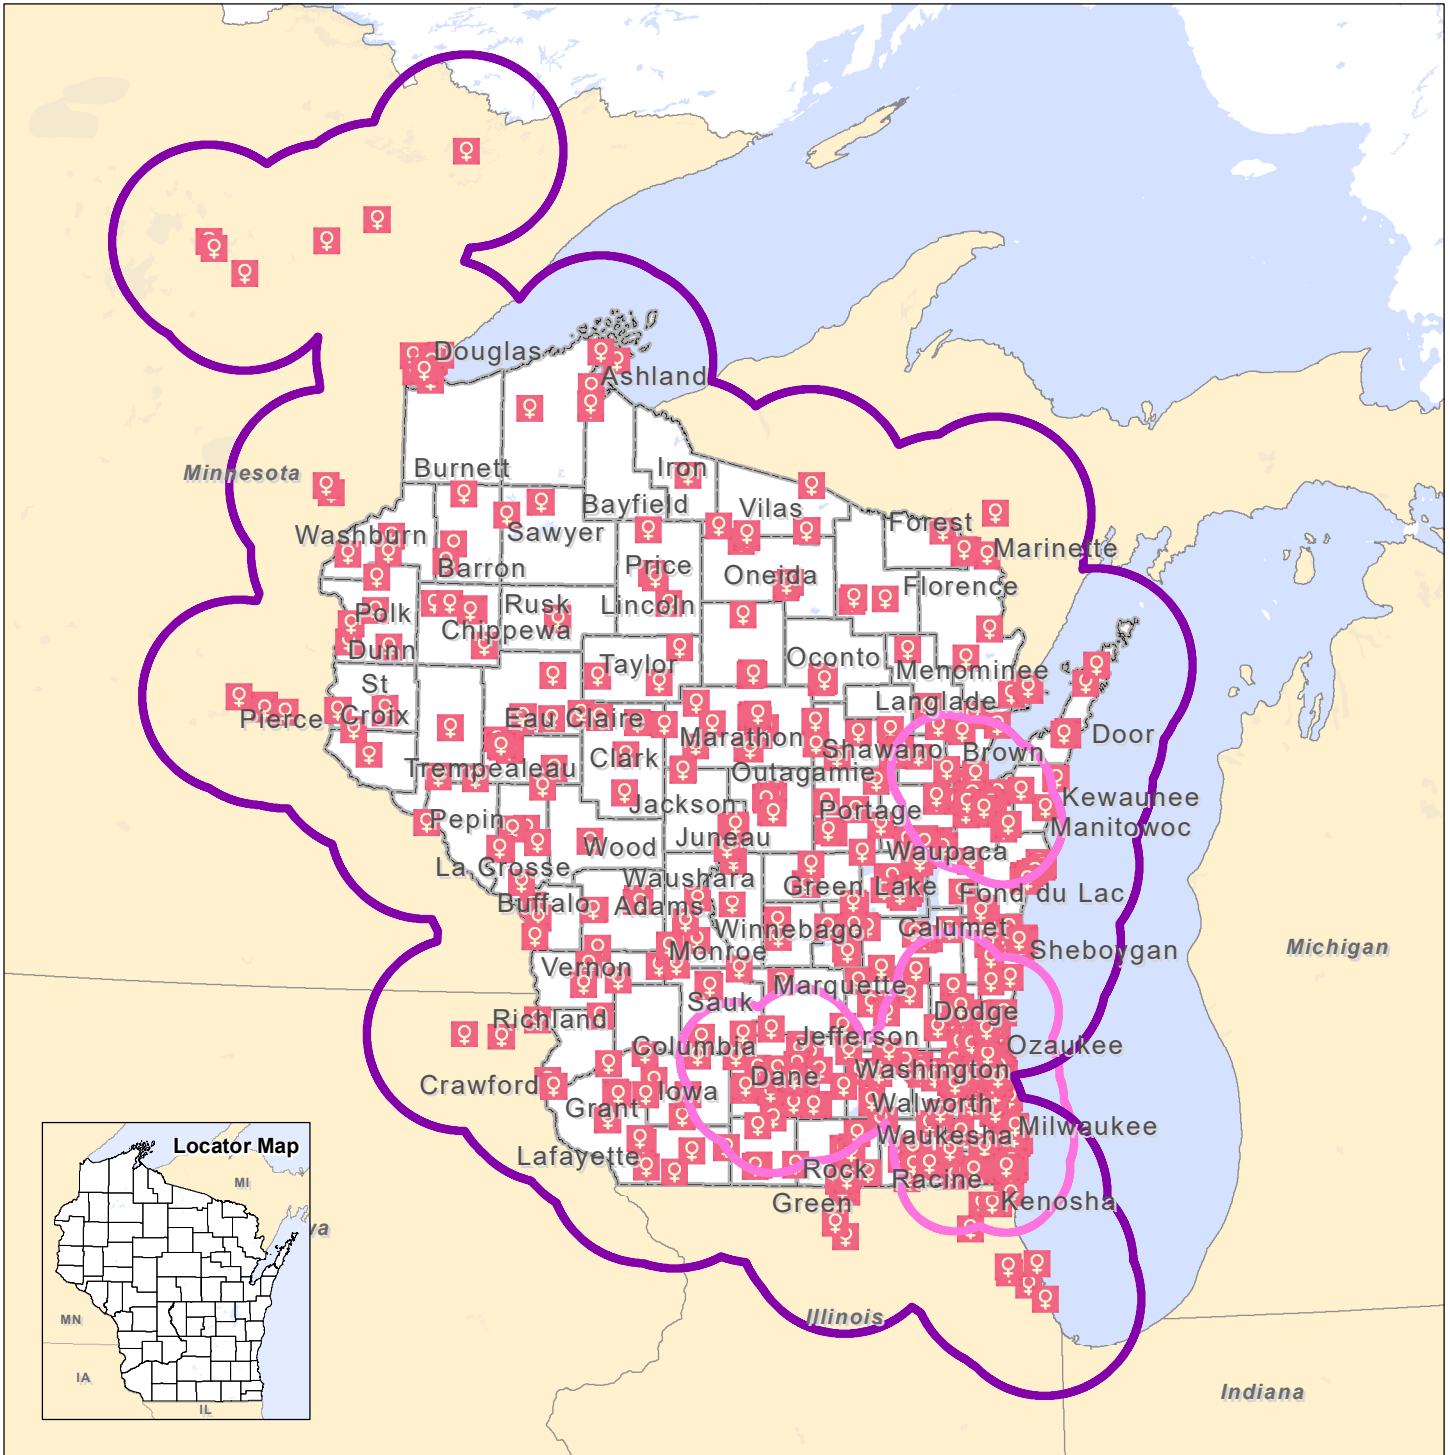 Douglas
Ashland
Minnesota
Burnett
Iron
Bayfield
Vilas
Forest
Washburn
Sawyer
Marinette
Barron
Price
Oneida
Florence
Polk
Rusk
Lincoln
Chippewa
Dunn
Taylor
Oconto
Menominee
St
Croix
Langlade
Pierce
Eau Claire
Marathon
Shawano
Brown
Door
Trempealeau
Clark
Outagamie
Kewaunee
Jackson
Portage
Pepin
Juneau
Manitowoc
Wood
Waupaca
La Crosse
Waushara
Green Lake
Fond du Lac
Buffalo
Adams
Winnebago
Calumet
Monroe
Sheboygan
Michigan
Vernon
Marquette
Sauk
Richland
Dodge
Columbia
Jefferson
Ozaukee
Crawford
Iowa
Dane
Washington
Grant
Walworth
Waukesha
Milwaukee
Lafayette
Rock
Racine
Green
Kenosha
Illinois
Indiana
Locator Map
MI
va
MN
IA
IL